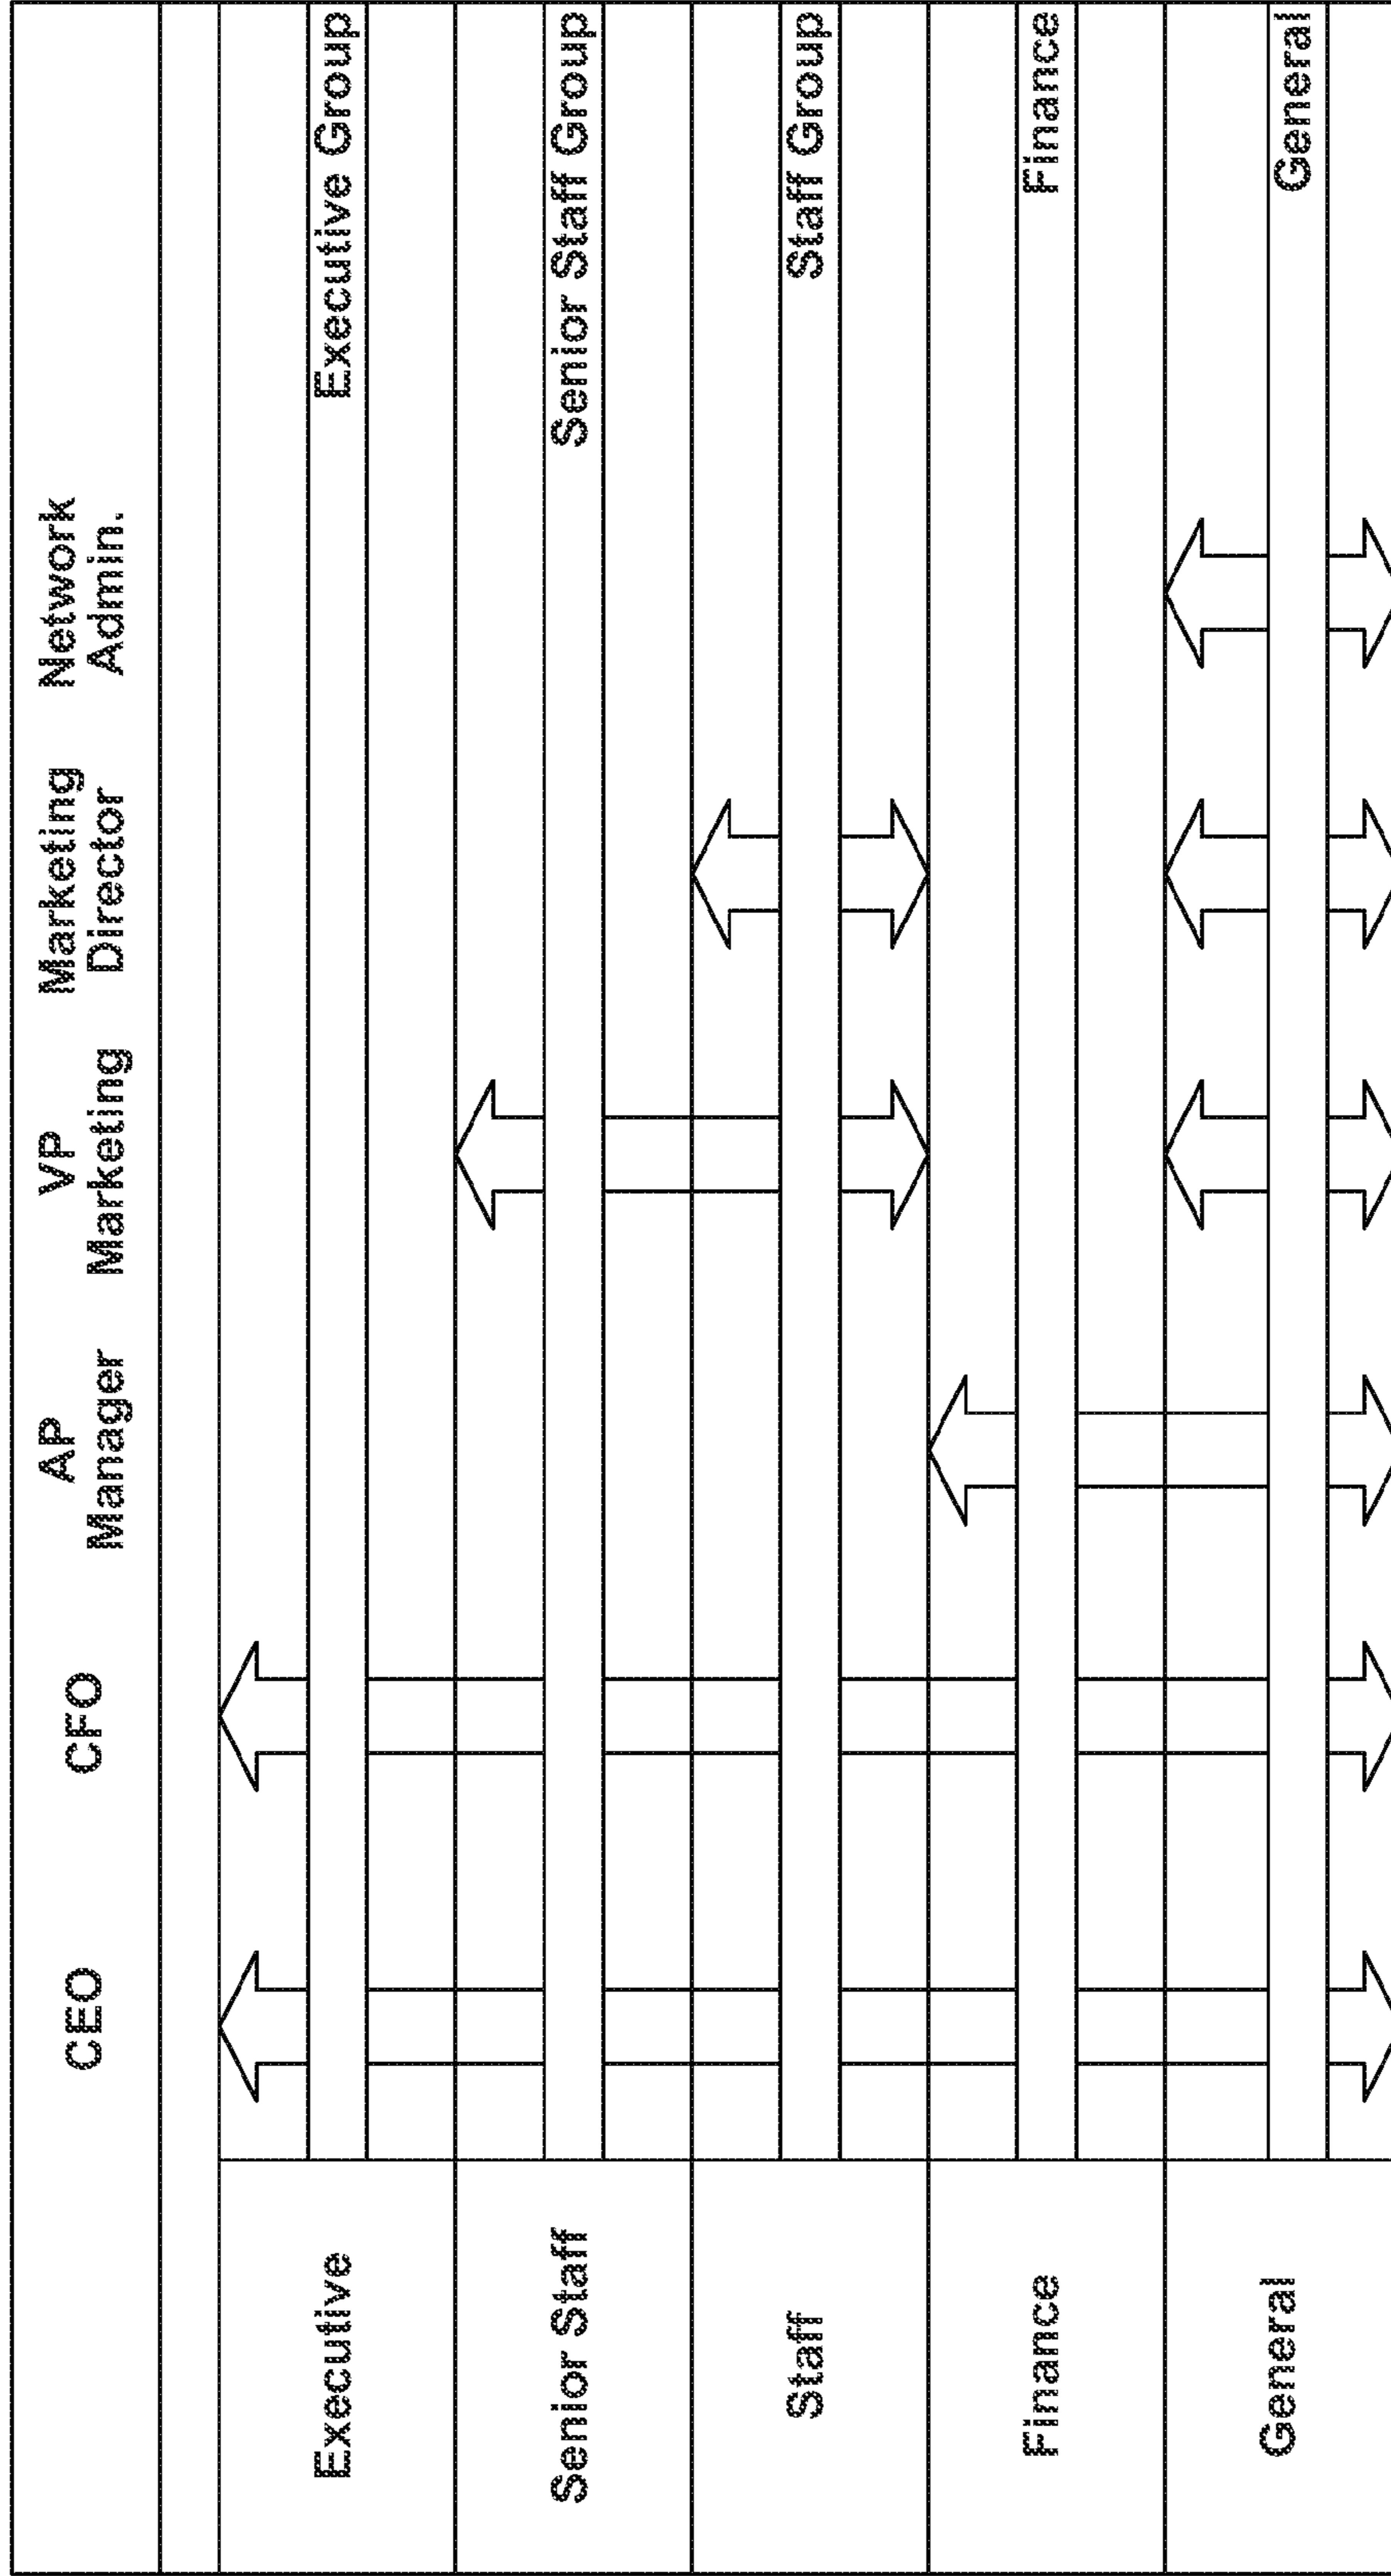 CEO
CFO
AP
Manager
VP
Marketing
Marketing
Director
Network
Admin.
Executive
Executive Group
Senior Staff
Senior Staff Group
Staff
Staff Group
Finance
Finance
General
General